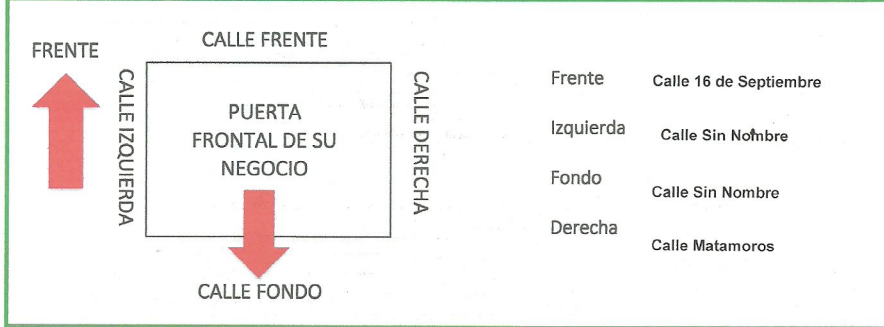 CALLE FRENTE
FRENTE
CALLE IZQUIERDA
PUERTA
FRONTAL DE SU
NEGOCIO
CALLE DERECHA
CALLE FONDO
Frente Calle 16 de Septiembre
Izquierda Calle Sin Nombre
Fondo Calle Sin Nombre
Derecha Calle Matamoros